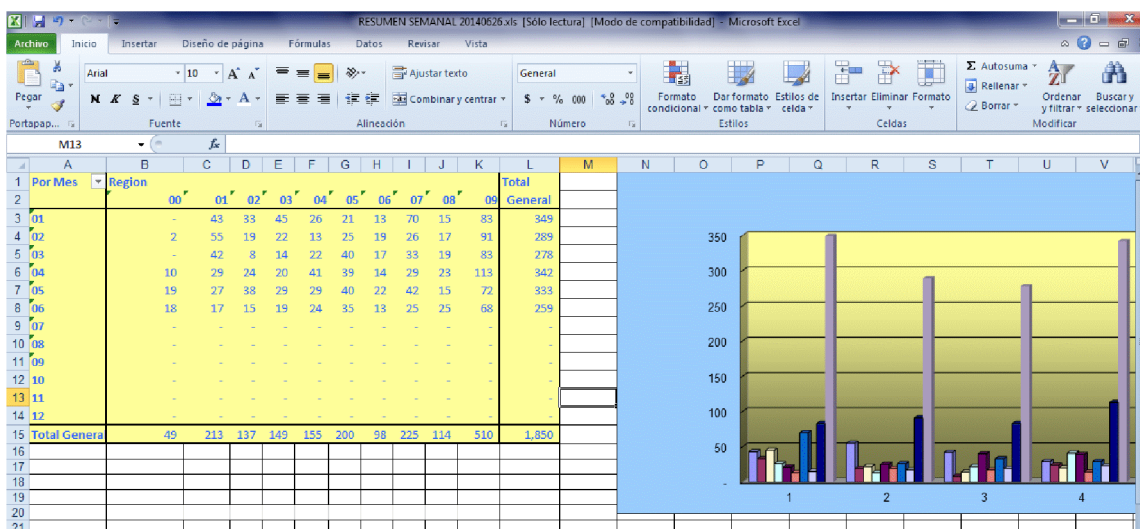 RESUMEN SEMANAL 20140626.xls [Sólo lectura] [Modo de compatibilidad] - Microsoft Excel
Archivo Inicio Insertar Diseño de página Fórmulas Datos Revisar Vista
Arial 10 A A Ajustar texto General Σ Autosuma
Pegar N K S A Combinar y centrar $ % 000 Formato condicional Dar formato como tabla Estilos de celda Insertar Eliminar Formato Rellenar Borrar Ordenar y filtrar Buscar y seleccionar
Portapap... Fuente Alineación Número Estilos Celdas Modificar
M13 fx
A B C D E F G H I J K L M N O P Q R S T U V
1 Por Mes Region Total
2 00 01 02 03 04 05 06 07 08 09 General
3 01 - 43 33 45 26 21 13 70 15 83 349
4 02 2 55 19 22 13 25 19 26 17 91 289
5 03 - 42 8 14 22 40 17 33 19 83 278
6 04 10 29 24 20 41 39 14 29 23 113 342
7 05 19 27 38 29 29 40 22 42 15 72 333
8 06 18 17 15 19 24 35 13 25 25 68 259
9 07 - - - - - - - - - - -
10 08 - - - - - - - - - - -
11 09 - - - - - - - - - - -
12 10 - - - - - - - - - - -
13 11 - - - - - - - - - - -
14 12 - - - - - - - - - - -
15 Total General 49 213 137 149 155 200 98 225 114 510 1,850
16
17
18
19
20
21
350
300
250
200
150
100
50
-
1 2 3 4